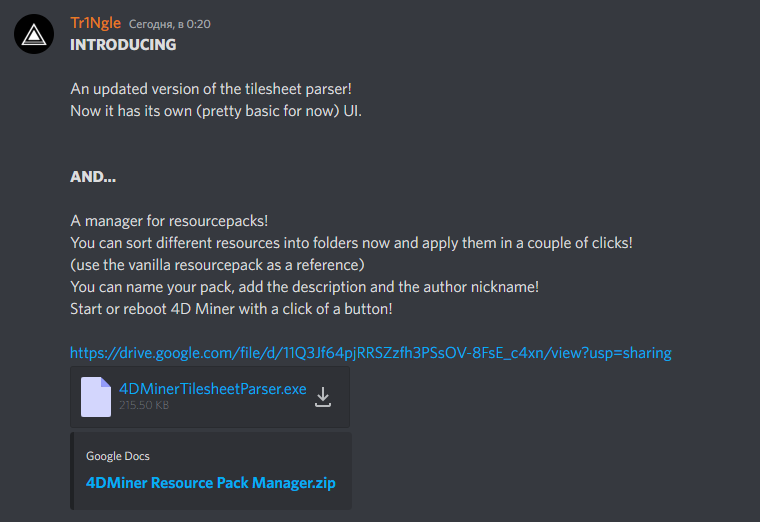 Tr1Ngle Сегодня, в 0:20
INTRODUCING
An updated version of the tilesheet parser!
Now it has its own (pretty basic for now) UI.
AND...
A manager for resourcepacks!
You can sort different resources into folders now and apply them in a couple of clicks!
(use the vanilla resourcepack as a reference)
You can name your pack, add the description and the author nickname!
Start or reboot 4D Miner with a click of a button!
https://drive.google.com/file/d/11Q3Jf64pjRRSZzfh3PSsOV-8FsE_c4xn/view?usp=sharing
4DMinerTilesheetParser.exe
215.50 KB
Google Docs
4DMiner Resource Pack Manager.zip